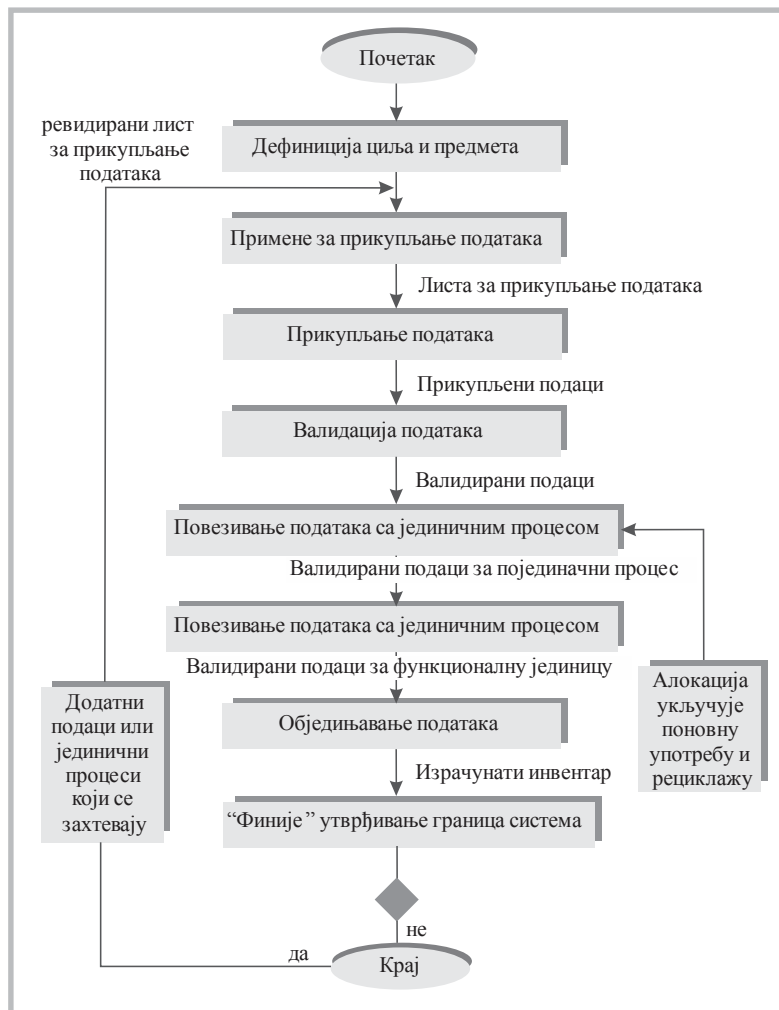 Почетак
ревидирани лист
за прикупљање
података
Дефиниција циља и предмета
Примене за прикупљање података
Листа за прикупљање података
Прикупљање података
Прикупљени подаци
Валидација података
Валидирани подаци
Повезивање података са јединичним процесом
Валидирани подаци за појединачни процес
Повезивање података са јединичним процесом
Валидирани подаци за функционалну јединицу
Додатни
подаци или
јединични
процеси
који се
захтевају
Алокација
укључује
поновну
употребу и
рециклажу
Обједињавање података
Израчунати инвентар
“Финије” утврђивање граница система
не
да
Крај